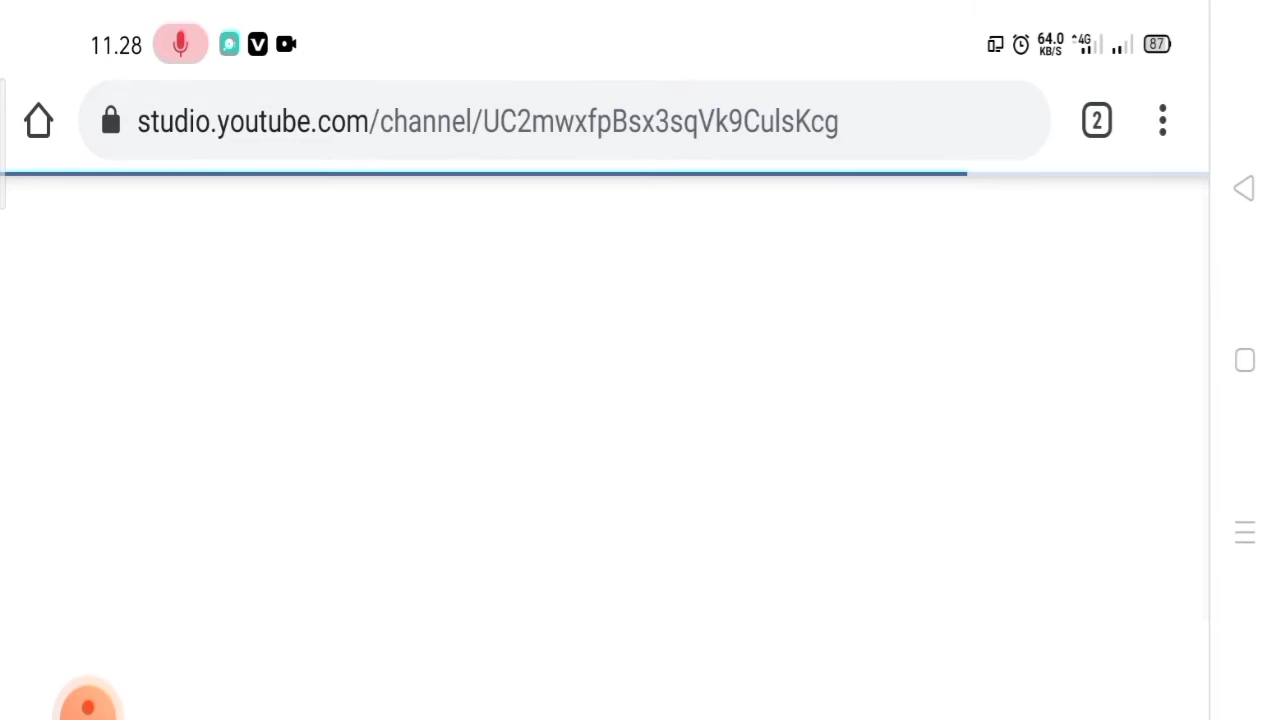 11.28
V
64.0
KB/S
4G
87
studio.youtube.com/channel/UC2mwxfpBsx3sqVk9CulsKcg
2